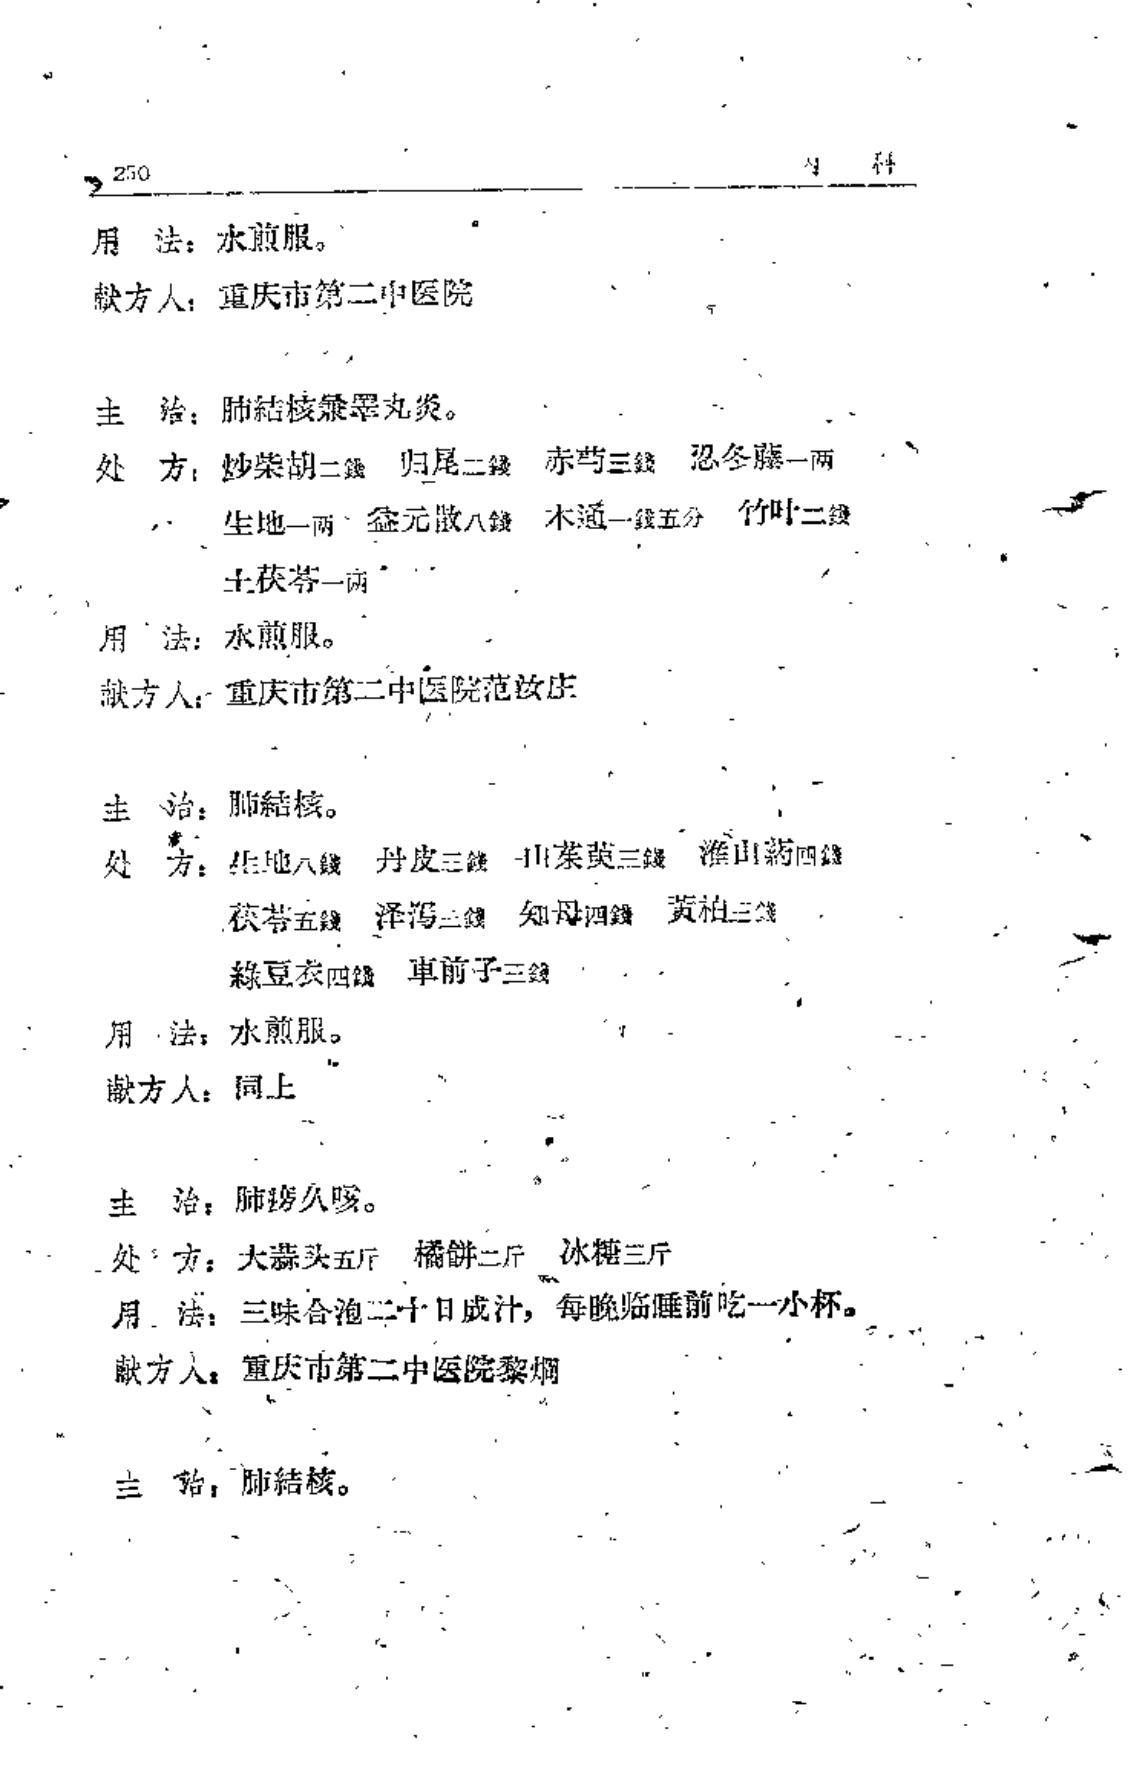 250 内 科
用 法：水煎服。
献方人：重庆市第二中医院
主 治：肺結核兼睪丸炎。
处 方：炒柴胡二錢 归尾二錢 赤芍三錢 忍冬藤一两
生地一两 益元散八錢 木通一錢五分 竹叶二錢
土茯苓一两
用 法：水煎服。
献方人：重庆市第二中医院范汝庄
主 治：肺結核。
处 方：生地八錢 丹皮三錢 山茱萸三錢 淮山药四錢
茯苓五錢 泽泻三錢 知母四錢 黃柏三錢
綠豆衣四錢 車前子三錢
用 法：水煎服。
献方人：同上
主 治：肺痨久咳。
处 方：大蒜头五斤 橘餅二斤 冰糖三斤
用 法：三味合泡二十日成汁，每晚临睡前吃一小杯。
献方人：重庆市第二中医院黎炯
主 治：肺結核。